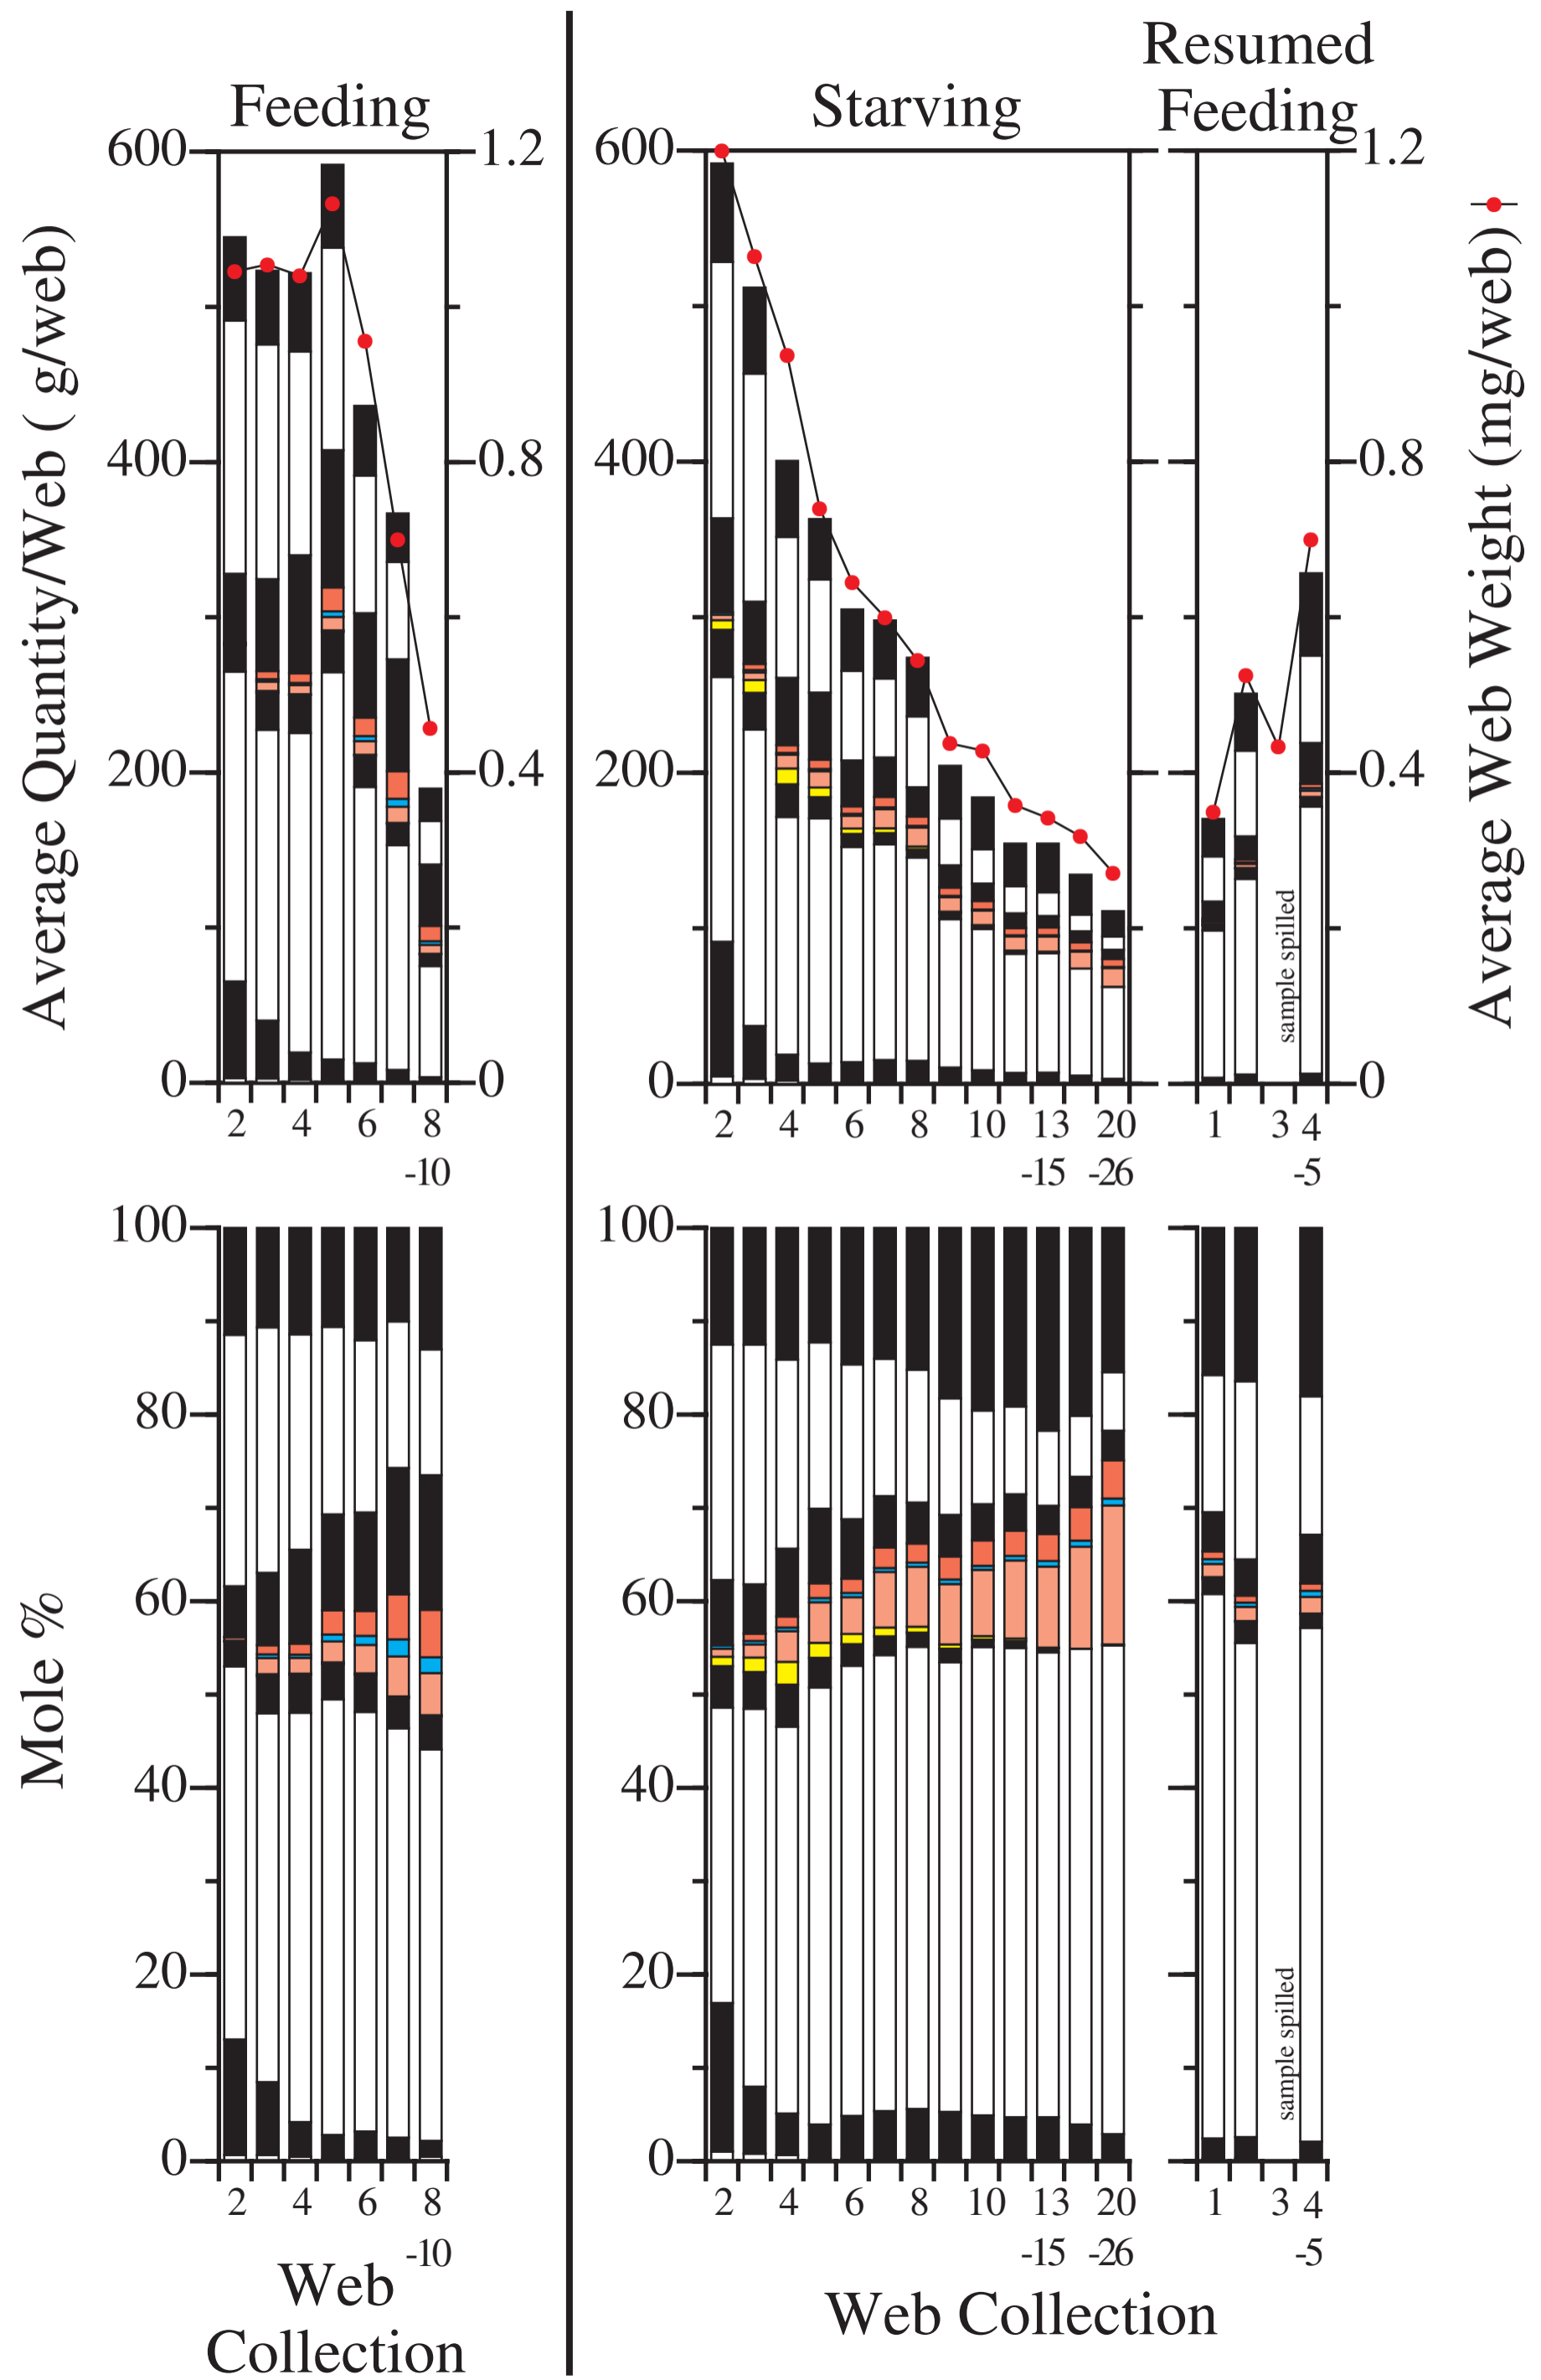 Resumed
Feeding Starving Feeding
600 1.2 600 1.2
400 0.8 400 0.8
200 0.4 200 0.4
0 0 0 0
Average Quantity/Web ( g/web)
Average Web Weight (mg/web)
sample spilled
2 4 6 8 2 4 6 8 10 13 20 1 3 4
-10 -15 -26 -5
100 100
80 80
60 60
40 40
20 20
0 0
Mole %
sample spilled
2 4 6 8 2 4 6 8 10 13 20 1 3 4
-10 -15 -26 -5
Web
Collection
Web Collection